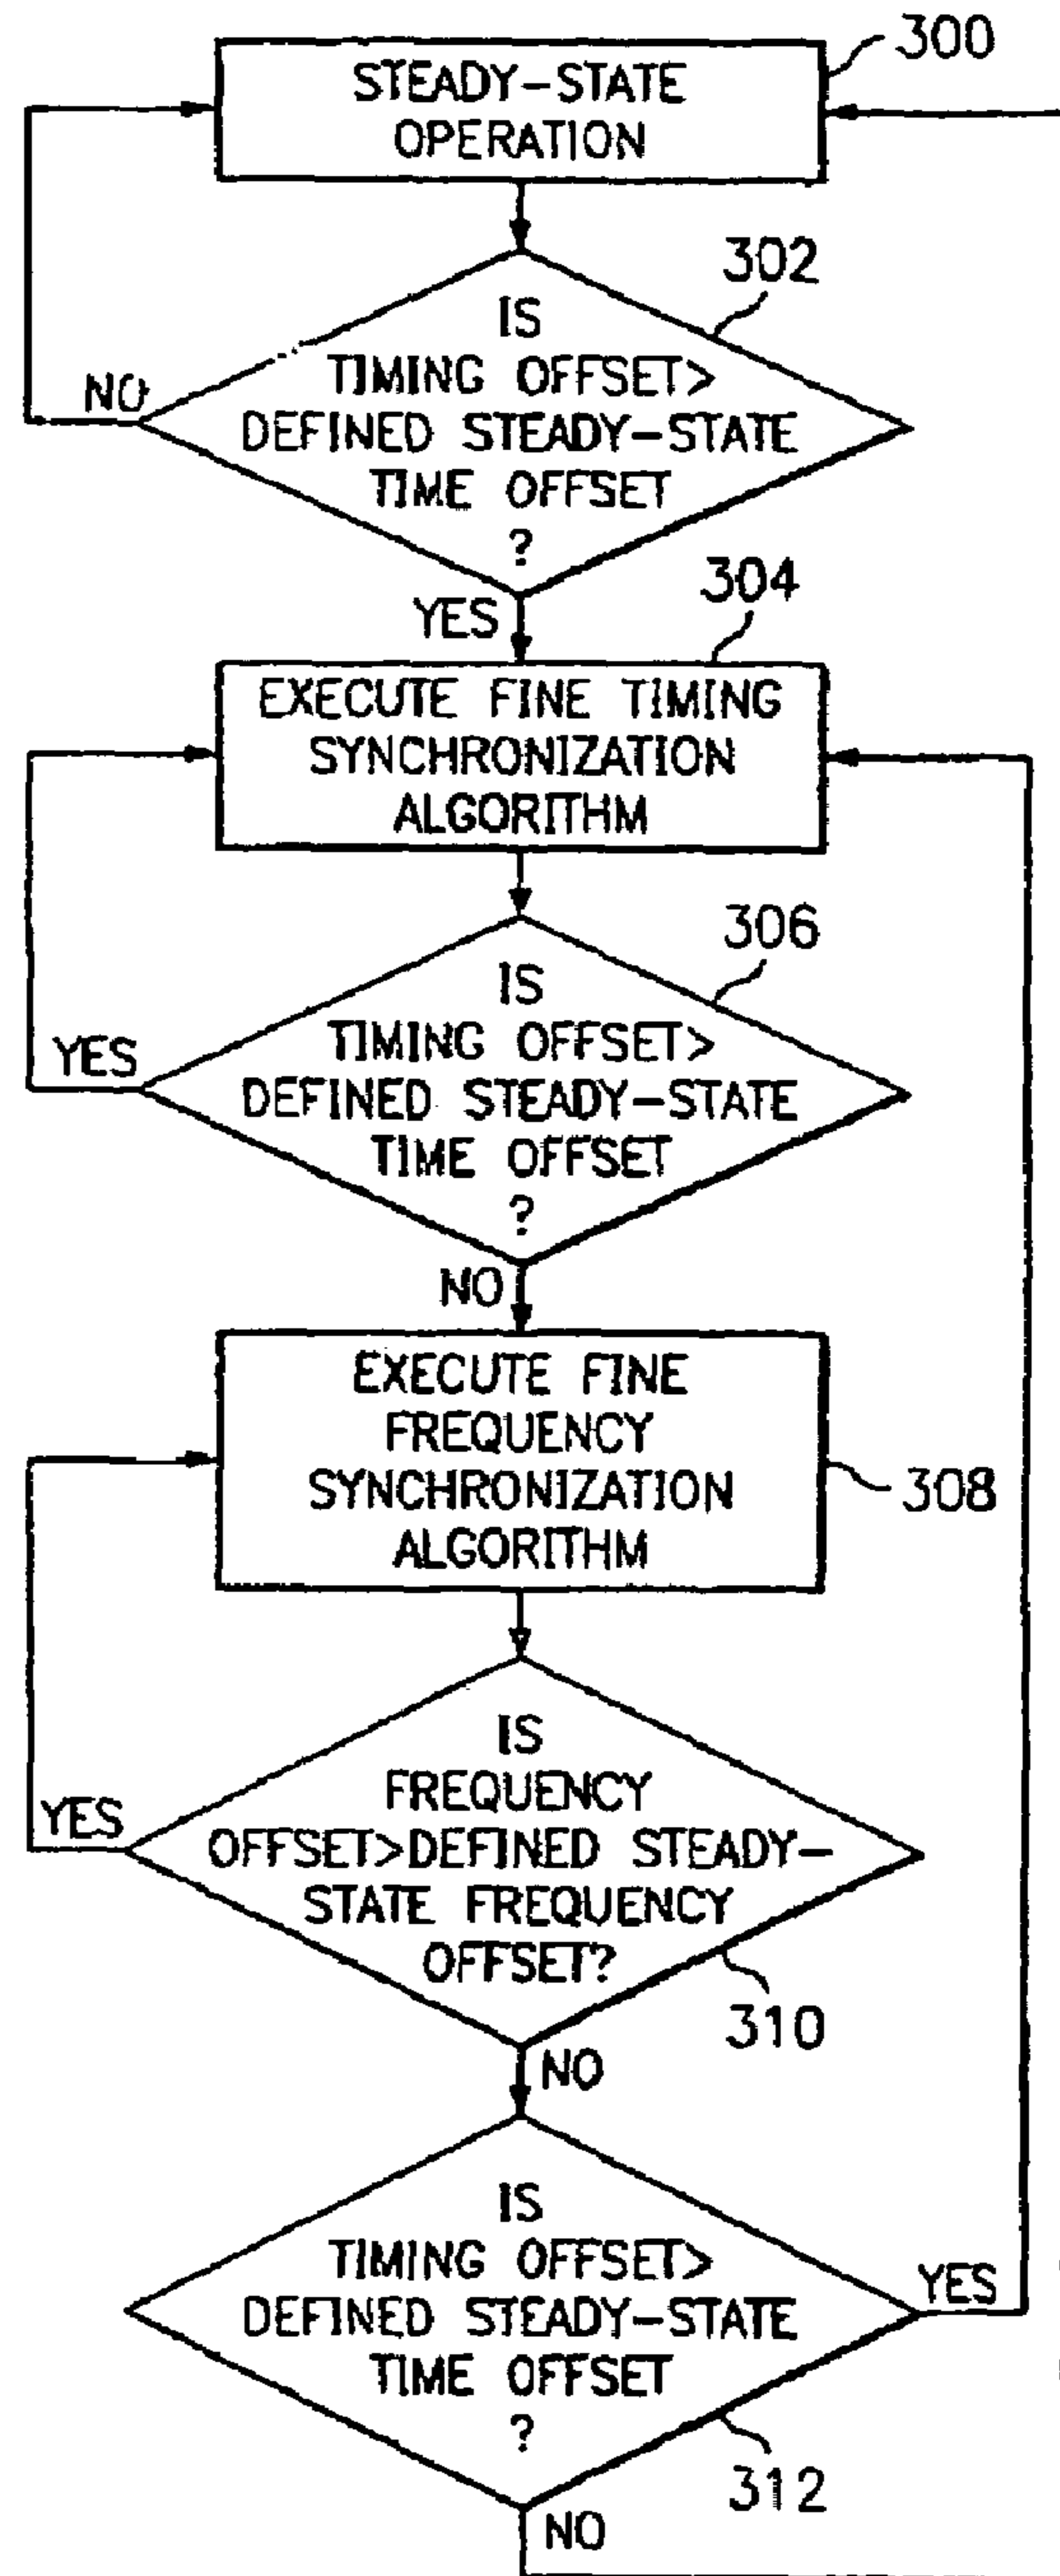 300
STEADY-STATE
OPERATION
302
IS
TIMING OFFSET>
DEFINED STEADY-STATE
TIME OFFSET
?
NO
YES
304
EXECUTE FINE TIMING
SYNCHRONIZATION
ALGORITHM
306
IS
TIMING OFFSET>
DEFINED STEADY-STATE
TIME OFFSET
?
YES
NO
EXECUTE FINE
FREQUENCY
SYNCHRONIZATION
ALGORITHM
308
IS
FREQUENCY
OFFSET>DEFINED STEADY-
STATE FREQUENCY
OFFSET?
YES
310
NO
IS
TIMING OFFSET>
DEFINED STEADY-STATE
TIME OFFSET
?
YES
312
NO